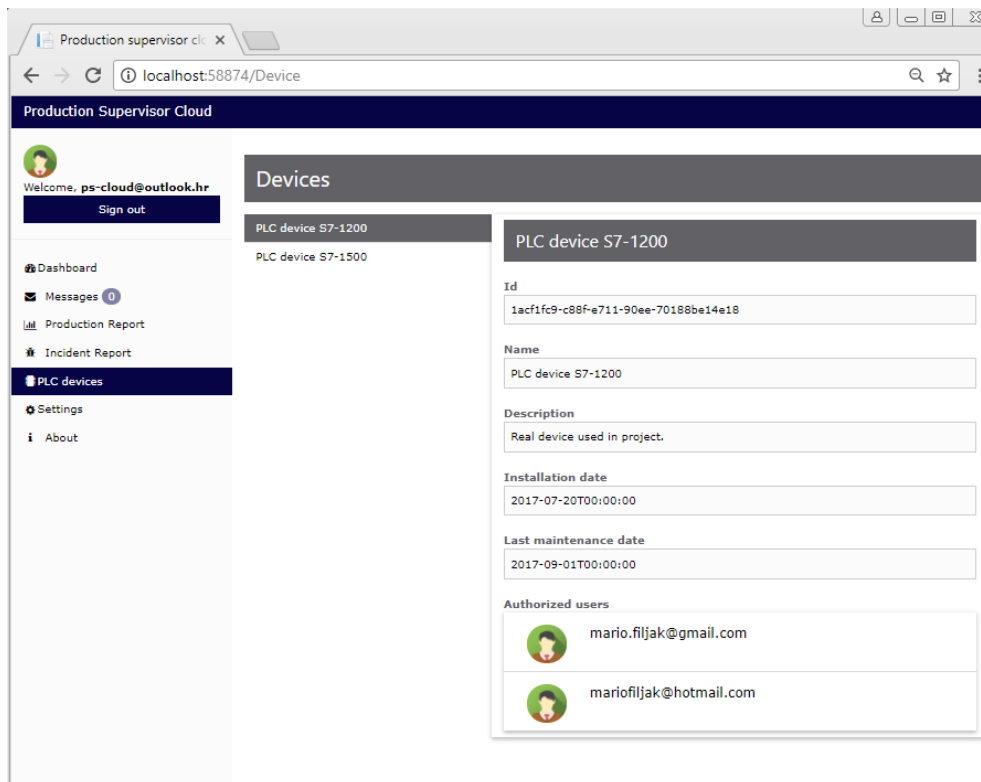 Production supervisor clc
localhost:58874/Device
Production Supervisor Cloud
Welcome, ps-cloud@outlook.hr
Sign out
Dashboard
Messages 0
Production Report
Incident Report
PLC devices
Settings
About
Devices
PLC device S7-1200
PLC device S7-1500
PLC device S7-1200
Id
1acf1fc9-c88f-e711-90ee-70188be14e18
Name
PLC device S7-1200
Description
Real device used in project.
Installation date
2017-07-20T00:00:00
Last maintenance date
2017-09-01T00:00:00
Authorized users
mario.filjak@gmail.com
mariofiljak@hotmail.com